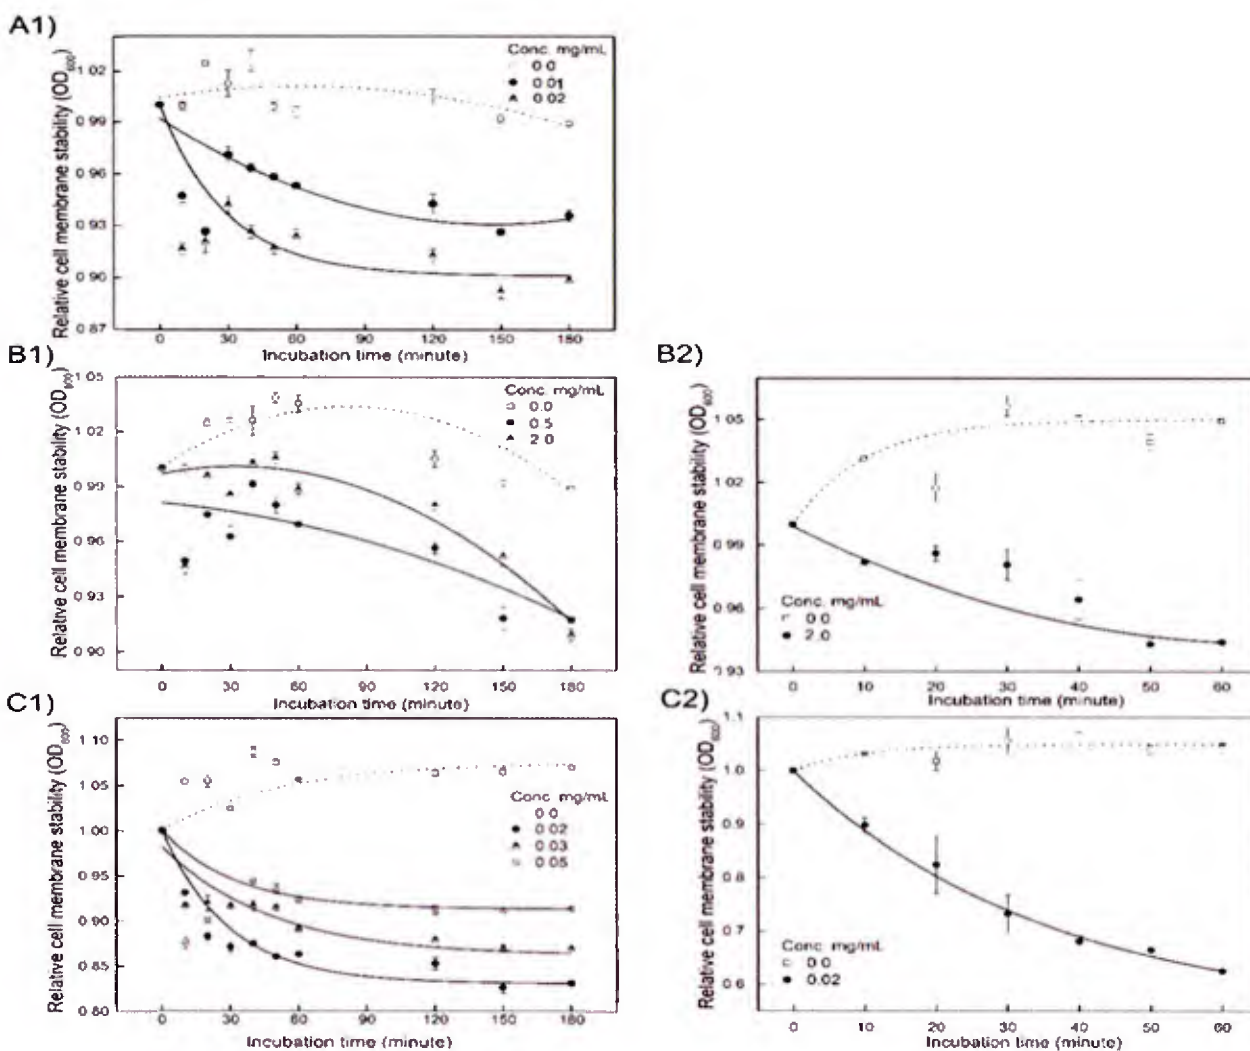 A1)
Relative cell membrane stability (OD600)
1.02
0.99
0.96
0.93
0.90
0.87
Conc. mg/mL
0.0
0.01
0.02
0 30 60 90 120 150 180
Incubation time (minute)
B1)
Relative cell membrane stability (OD600)
1.05
1.02
0.99
0.96
0.93
0.90
Conc. mg/mL
0.0
0.5
2.0
0 30 60 90 120 150 180
Incubation time (minute)
B2)
Relative cell membrane stability (OD600)
1.05
1.02
0.99
0.96
0.93
Conc. mg/mL
0.0
2.0
0 10 20 30 40 50 60
Incubation time (minute)
C1)
Relative cell membrane stability (OD600)
1.10
1.05
1.00
0.95
0.90
0.85
0.80
Conc. mg/mL
0.0
0.02
0.03
0.05
0 30 60 90 120 150 180
Incubation time (minute)
C2)
Relative cell membrane stability (OD600)
1.1
1.0
0.9
0.8
0.7
0.6
Conc. mg/mL
0.0
0.02
0 10 20 30 40 50 60
Incubation time (minute)